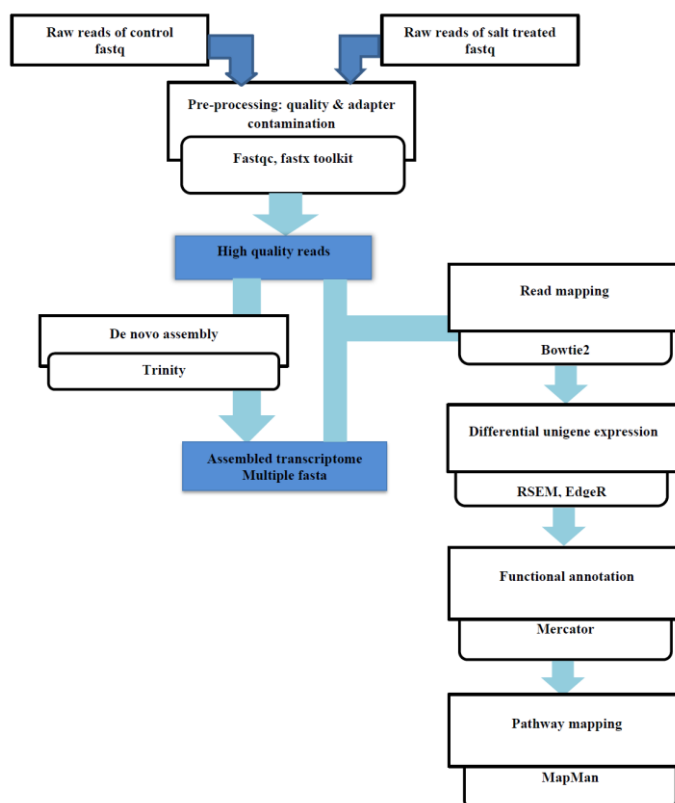 Raw reads of control
fastq
Raw reads of salt treated
fastq
Pre-processing: quality & adapter
contamination
Fastqc, fastx toolkit
High quality reads
De novo assembly
Trinity
Assembled transcriptome
Multiple fasta
Read mapping
Bowtie2
Differential unigene expression
RSEM, EdgeR
Functional annotation
Mercator
Pathway mapping
MapMan